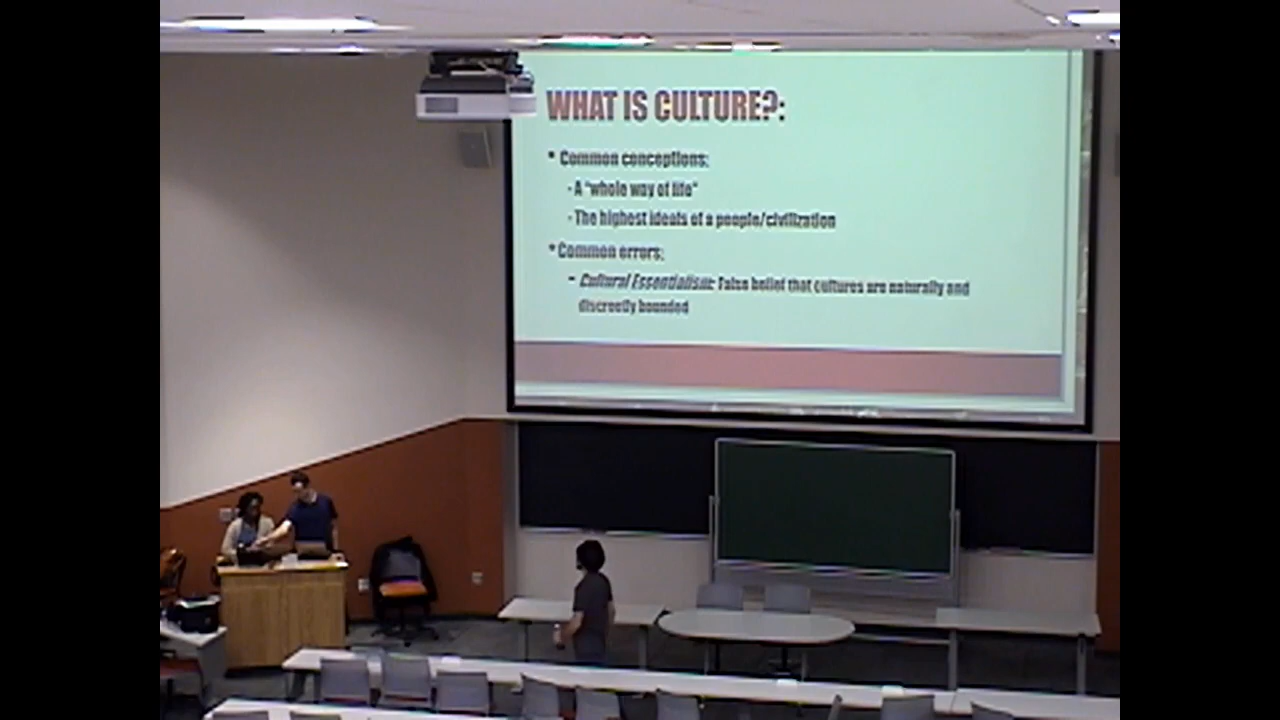 WHAT IS CULTURE?:
• Common conceptions:
- A "whole way of life"
- The highest ideals of a people/civilization
• Common errors:
- Cultural Essentialism: False belief that cultures are naturally and
discreetly bounded